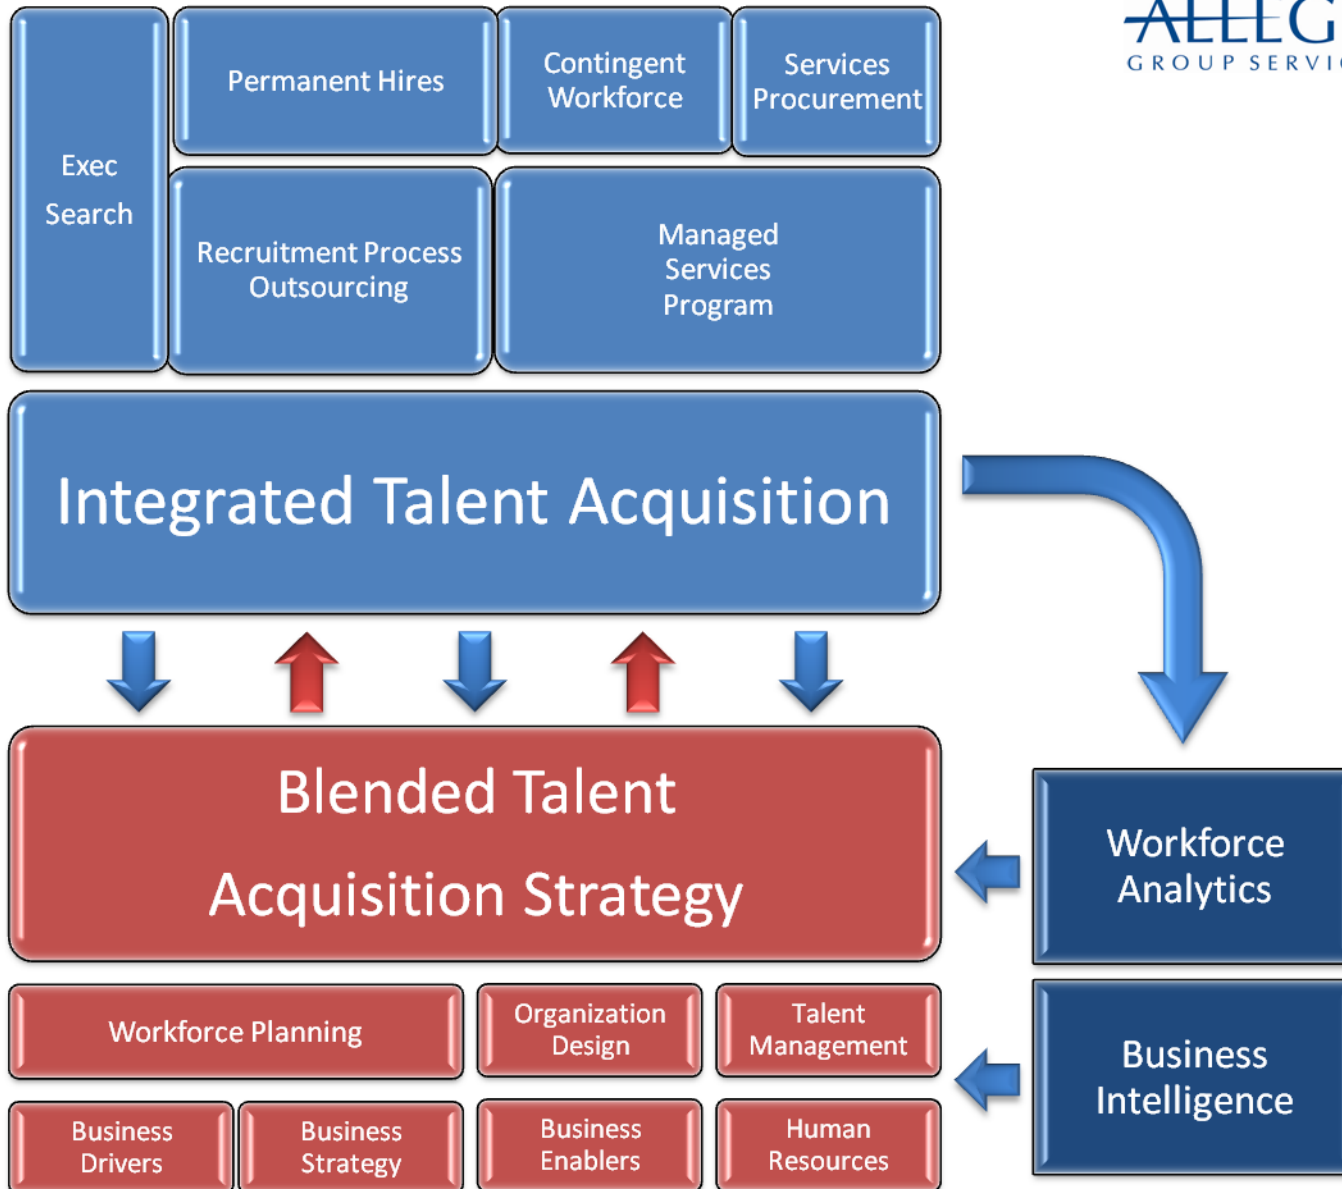 ALLEG
GROUP SERVIC
Permanent Hires
Contingent
Workforce
Services
Procurement
Exec
Search
Recruitment Process
Outsourcing
Managed
Services
Program
Integrated Talent Acquisition
Blended Talent
Acquisition Strategy
Workforce
Analytics
Workforce Planning
Organization
Design
Talent
Management
Business
Intelligence
Business
Drivers
Business
Strategy
Business
Enablers
Human
Resources